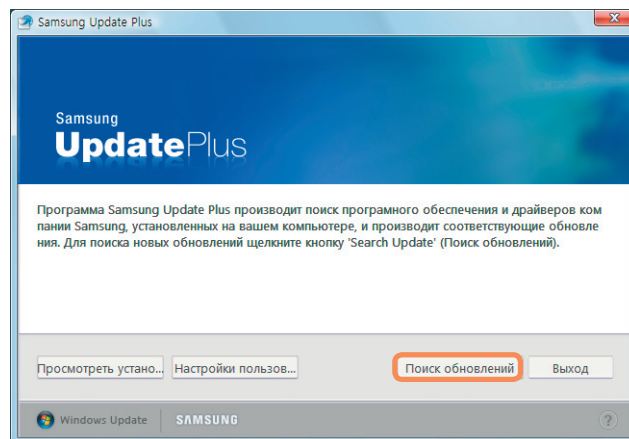 Samsung Update Plus
Samsung
UpdatePlus
Программа Samsung Update Plus производит поиск програмного обеспечения и драйверов ком
пании Samsung, установленных на вашем компьютере, и производит соответствующие обновле
ния. Для поиска новых обновлений щелкните кнопку 'Search Update' (Поиск обновлений).
Просмотреть устано... Настройки пользов... Поиск обновлений Выход
Windows Update SAMSUNG ?